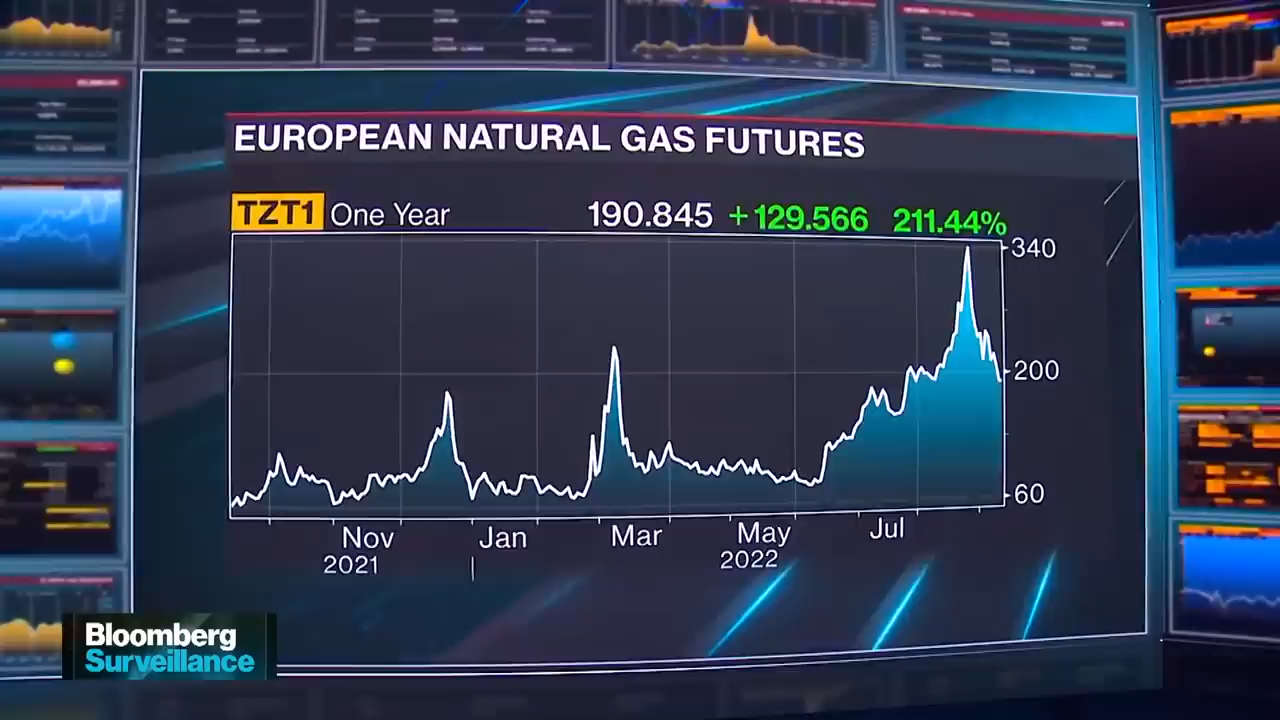 EUROPEAN NATURAL GAS FUTURES
TZT1 One Year 190.845 +129.566 211.44%
340
200
60
Nov Jan Mar May Jul
2021 2022
Bloomberg
Surveillance